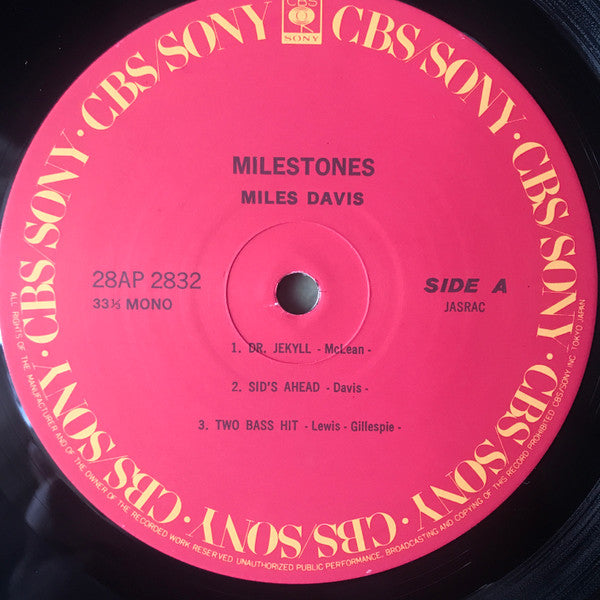 CBS
SONY
CBS/SONY · CBS/SONY · CBS/SONY · CBS/SONY · CBS/SONY · CBS/SONY · CBS/SONY
MILESTONES
MILES DAVIS
28AP 2832
33⅓ MONO
SIDE A
JASRAC
1. DR. JEKYLL - McLean -
2. SID'S AHEAD - Davis -
3. TWO BASS HIT - Lewis - Gillespie -
ALL RIGHTS OF THE MANUFACTURER AND OF THE OWNER OF THE RECORDED WORK RESERVED UNAUTHORIZED PUBLIC PERFORMANCE, BROADCASTING AND COPYING OF THIS RECORD PROHIBITED CBS/SONY INC. TOKYO JAPAN